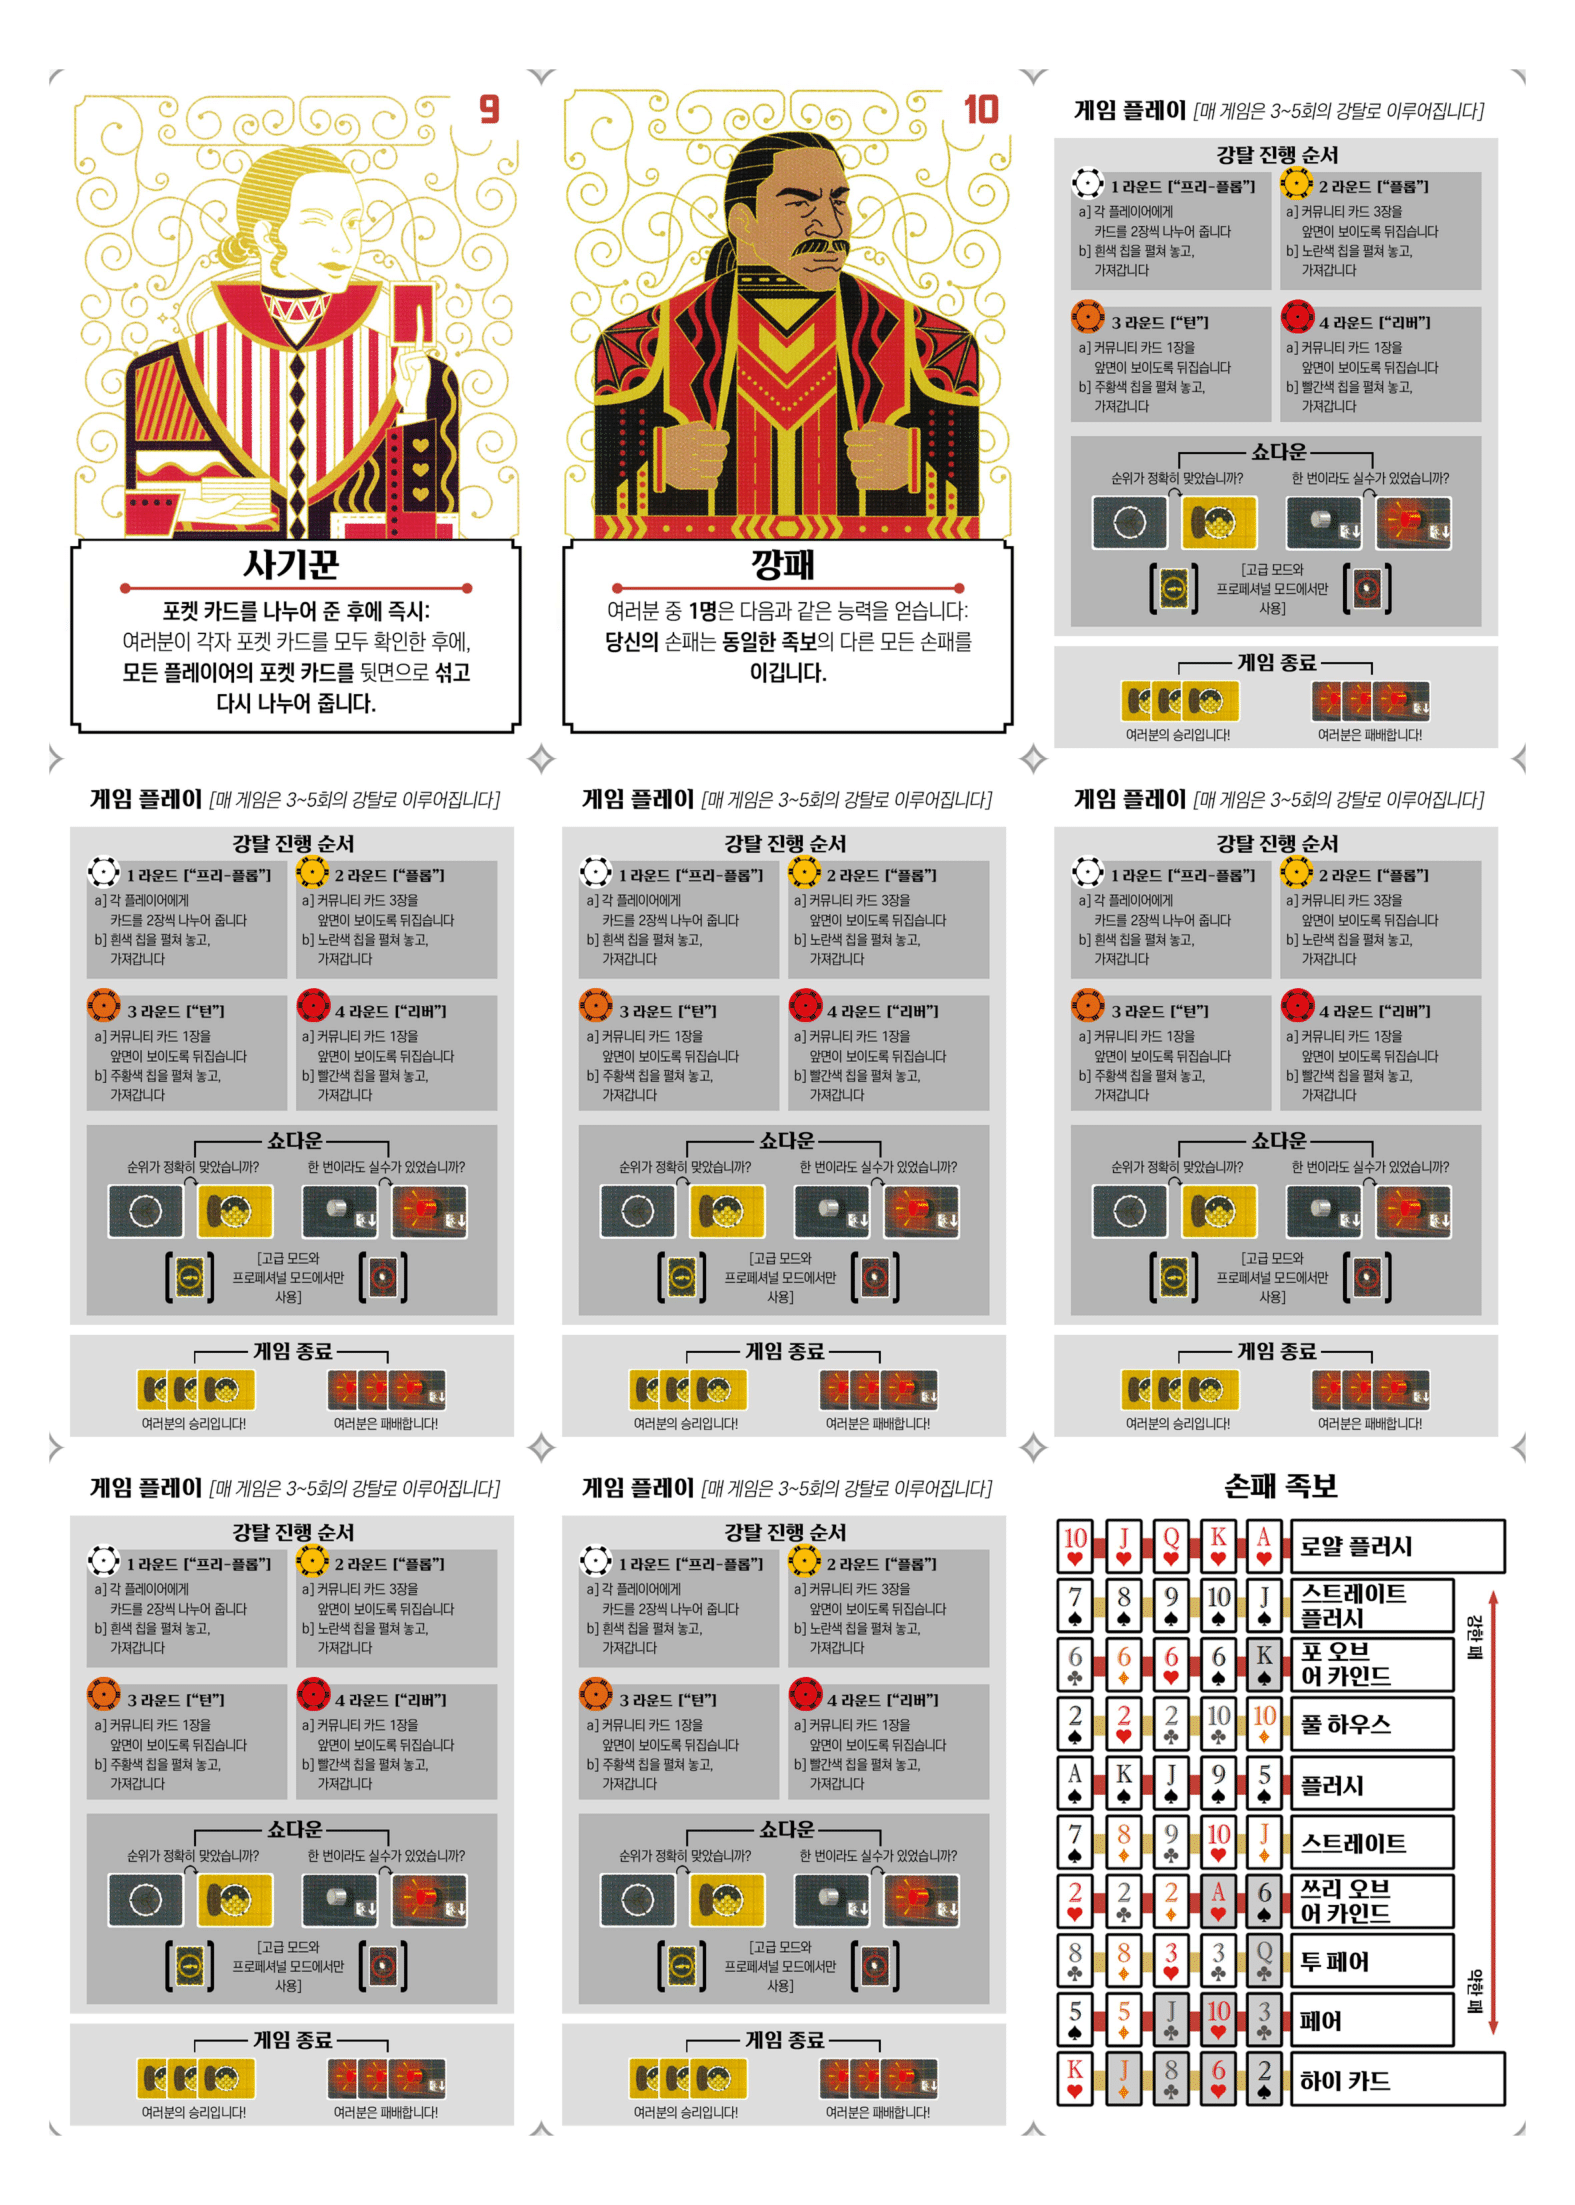 9
사기꾼
포켓 카드를 나누어 준 후에 즉시:
여러분이 각자 포켓 카드를 모두 확인한 후에,
모든 플레이어의 포켓 카드를 뒷면으로 섞고
다시 나누어 줍니다.
10
깡패
여러분 중 1명은 다음과 같은 능력을 얻습니다:
당신의 손패는 동일한 족보의 다른 모든 손패를
이깁니다.
게임 플레이 [매 게임은 3~5회의 강탈로 이루어집니다]
강탈 진행 순서
1 라운드 ["프리-플롭"]
a] 각 플레이어에게
카드를 2장씩 나누어 줍니다
b] 흰색 칩을 펼쳐 놓고,
가져갑니다
2 라운드 ["플롭"]
a] 커뮤니티 카드 3장을
앞면이 보이도록 뒤집습니다
b] 노란색 칩을 펼쳐 놓고,
가져갑니다
3 라운드 ["턴"]
a] 커뮤니티 카드 1장을
앞면이 보이도록 뒤집습니다
b] 주황색 칩을 펼쳐 놓고,
가져갑니다
4 라운드 ["리버"]
a] 커뮤니티 카드 1장을
앞면이 보이도록 뒤집습니다
b] 빨간색 칩을 펼쳐 놓고,
가져갑니다
쇼다운
순위가 정확히 맞았습니까?
한 번이라도 실수가 있었습니까?
[고급 모드와
프로페셔널 모드에서만
사용]
게임 종료
여러분의 승리입니다!
여러분은 패배합니다!
게임 플레이 [매 게임은 3~5회의 강탈로 이루어집니다]
강탈 진행 순서
1 라운드 ["프리-플롭"]
a] 각 플레이어에게
카드를 2장씩 나누어 줍니다
b] 흰색 칩을 펼쳐 놓고,
가져갑니다
2 라운드 ["플롭"]
a] 커뮤니티 카드 3장을
앞면이 보이도록 뒤집습니다
b] 노란색 칩을 펼쳐 놓고,
가져갑니다
3 라운드 ["턴"]
a] 커뮤니티 카드 1장을
앞면이 보이도록 뒤집습니다
b] 주황색 칩을 펼쳐 놓고,
가져갑니다
4 라운드 ["리버"]
a] 커뮤니티 카드 1장을
앞면이 보이도록 뒤집습니다
b] 빨간색 칩을 펼쳐 놓고,
가져갑니다
쇼다운
순위가 정확히 맞았습니까?
한 번이라도 실수가 있었습니까?
[고급 모드와
프로페셔널 모드에서만
사용]
게임 종료
여러분의 승리입니다!
여러분은 패배합니다!
게임 플레이 [매 게임은 3~5회의 강탈로 이루어집니다]
강탈 진행 순서
1 라운드 ["프리-플롭"]
a] 각 플레이어에게
카드를 2장씩 나누어 줍니다
b] 흰색 칩을 펼쳐 놓고,
가져갑니다
2 라운드 ["플롭"]
a] 커뮤니티 카드 3장을
앞면이 보이도록 뒤집습니다
b] 노란색 칩을 펼쳐 놓고,
가져갑니다
3 라운드 ["턴"]
a] 커뮤니티 카드 1장을
앞면이 보이도록 뒤집습니다
b] 주황색 칩을 펼쳐 놓고,
가져갑니다
4 라운드 ["리버"]
a] 커뮤니티 카드 1장을
앞면이 보이도록 뒤집습니다
b] 빨간색 칩을 펼쳐 놓고,
가져갑니다
쇼다운
순위가 정확히 맞았습니까?
한 번이라도 실수가 있었습니까?
[고급 모드와
프로페셔널 모드에서만
사용]
게임 종료
여러분의 승리입니다!
여러분은 패배합니다!
게임 플레이 [매 게임은 3~5회의 강탈로 이루어집니다]
강탈 진행 순서
1 라운드 ["프리-플롭"]
a] 각 플레이어에게
카드를 2장씩 나누어 줍니다
b] 흰색 칩을 펼쳐 놓고,
가져갑니다
2 라운드 ["플롭"]
a] 커뮤니티 카드 3장을
앞면이 보이도록 뒤집습니다
b] 노란색 칩을 펼쳐 놓고,
가져갑니다
3 라운드 ["턴"]
a] 커뮤니티 카드 1장을
앞면이 보이도록 뒤집습니다
b] 주황색 칩을 펼쳐 놓고,
가져갑니다
4 라운드 ["리버"]
a] 커뮤니티 카드 1장을
앞면이 보이도록 뒤집습니다
b] 빨간색 칩을 펼쳐 놓고,
가져갑니다
쇼다운
순위가 정확히 맞았습니까?
한 번이라도 실수가 있었습니까?
[고급 모드와
프로페셔널 모드에서만
사용]
게임 종료
여러분의 승리입니다!
여러분은 패배합니다!
게임 플레이 [매 게임은 3~5회의 강탈로 이루어집니다]
강탈 진행 순서
1 라운드 ["프리-플롭"]
a] 각 플레이어에게
카드를 2장씩 나누어 줍니다
b] 흰색 칩을 펼쳐 놓고,
가져갑니다
2 라운드 ["플롭"]
a] 커뮤니티 카드 3장을
앞면이 보이도록 뒤집습니다
b] 노란색 칩을 펼쳐 놓고,
가져갑니다
3 라운드 ["턴"]
a] 커뮤니티 카드 1장을
앞면이 보이도록 뒤집습니다
b] 주황색 칩을 펼쳐 놓고,
가져갑니다
4 라운드 ["리버"]
a] 커뮤니티 카드 1장을
앞면이 보이도록 뒤집습니다
b] 빨간색 칩을 펼쳐 놓고,
가져갑니다
쇼다운
순위가 정확히 맞았습니까?
한 번이라도 실수가 있었습니까?
[고급 모드와
프로페셔널 모드에서만
사용]
게임 종료
여러분의 승리입니다!
여러분은 패배합니다!
게임 플레이 [매 게임은 3~5회의 강탈로 이루어집니다]
강탈 진행 순서
1 라운드 ["프리-플롭"]
a] 각 플레이어에게
카드를 2장씩 나누어 줍니다
b] 흰색 칩을 펼쳐 놓고,
가져갑니다
2 라운드 ["플롭"]
a] 커뮤니티 카드 3장을
앞면이 보이도록 뒤집습니다
b] 노란색 칩을 펼쳐 놓고,
가져갑니다
3 라운드 ["턴"]
a] 커뮤니티 카드 1장을
앞면이 보이도록 뒤집습니다
b] 주황색 칩을 펼쳐 놓고,
가져갑니다
4 라운드 ["리버"]
a] 커뮤니티 카드 1장을
앞면이 보이도록 뒤집습니다
b] 빨간색 칩을 펼쳐 놓고,
가져갑니다
쇼다운
순위가 정확히 맞았습니까?
한 번이라도 실수가 있었습니까?
[고급 모드와
프로페셔널 모드에서만
사용]
게임 종료
여러분의 승리입니다!
여러분은 패배합니다!
손패 족보
10 J Q K A 로얄 플러시
7 8 9 10 J 스트레이트
플러시
6 6 6 6 K 포 오브
어 카인드
2 2 2 10 10 풀 하우스
A K J 9 5 플러시
7 8 9 10 J 스트레이트
2 2 2 A 6 쓰리 오브
어 카인드
8 8 3 3 Q 투 페어
5 5 J 10 3 페어
K J 8 6 2 하이 카드
강한 패
약한 패